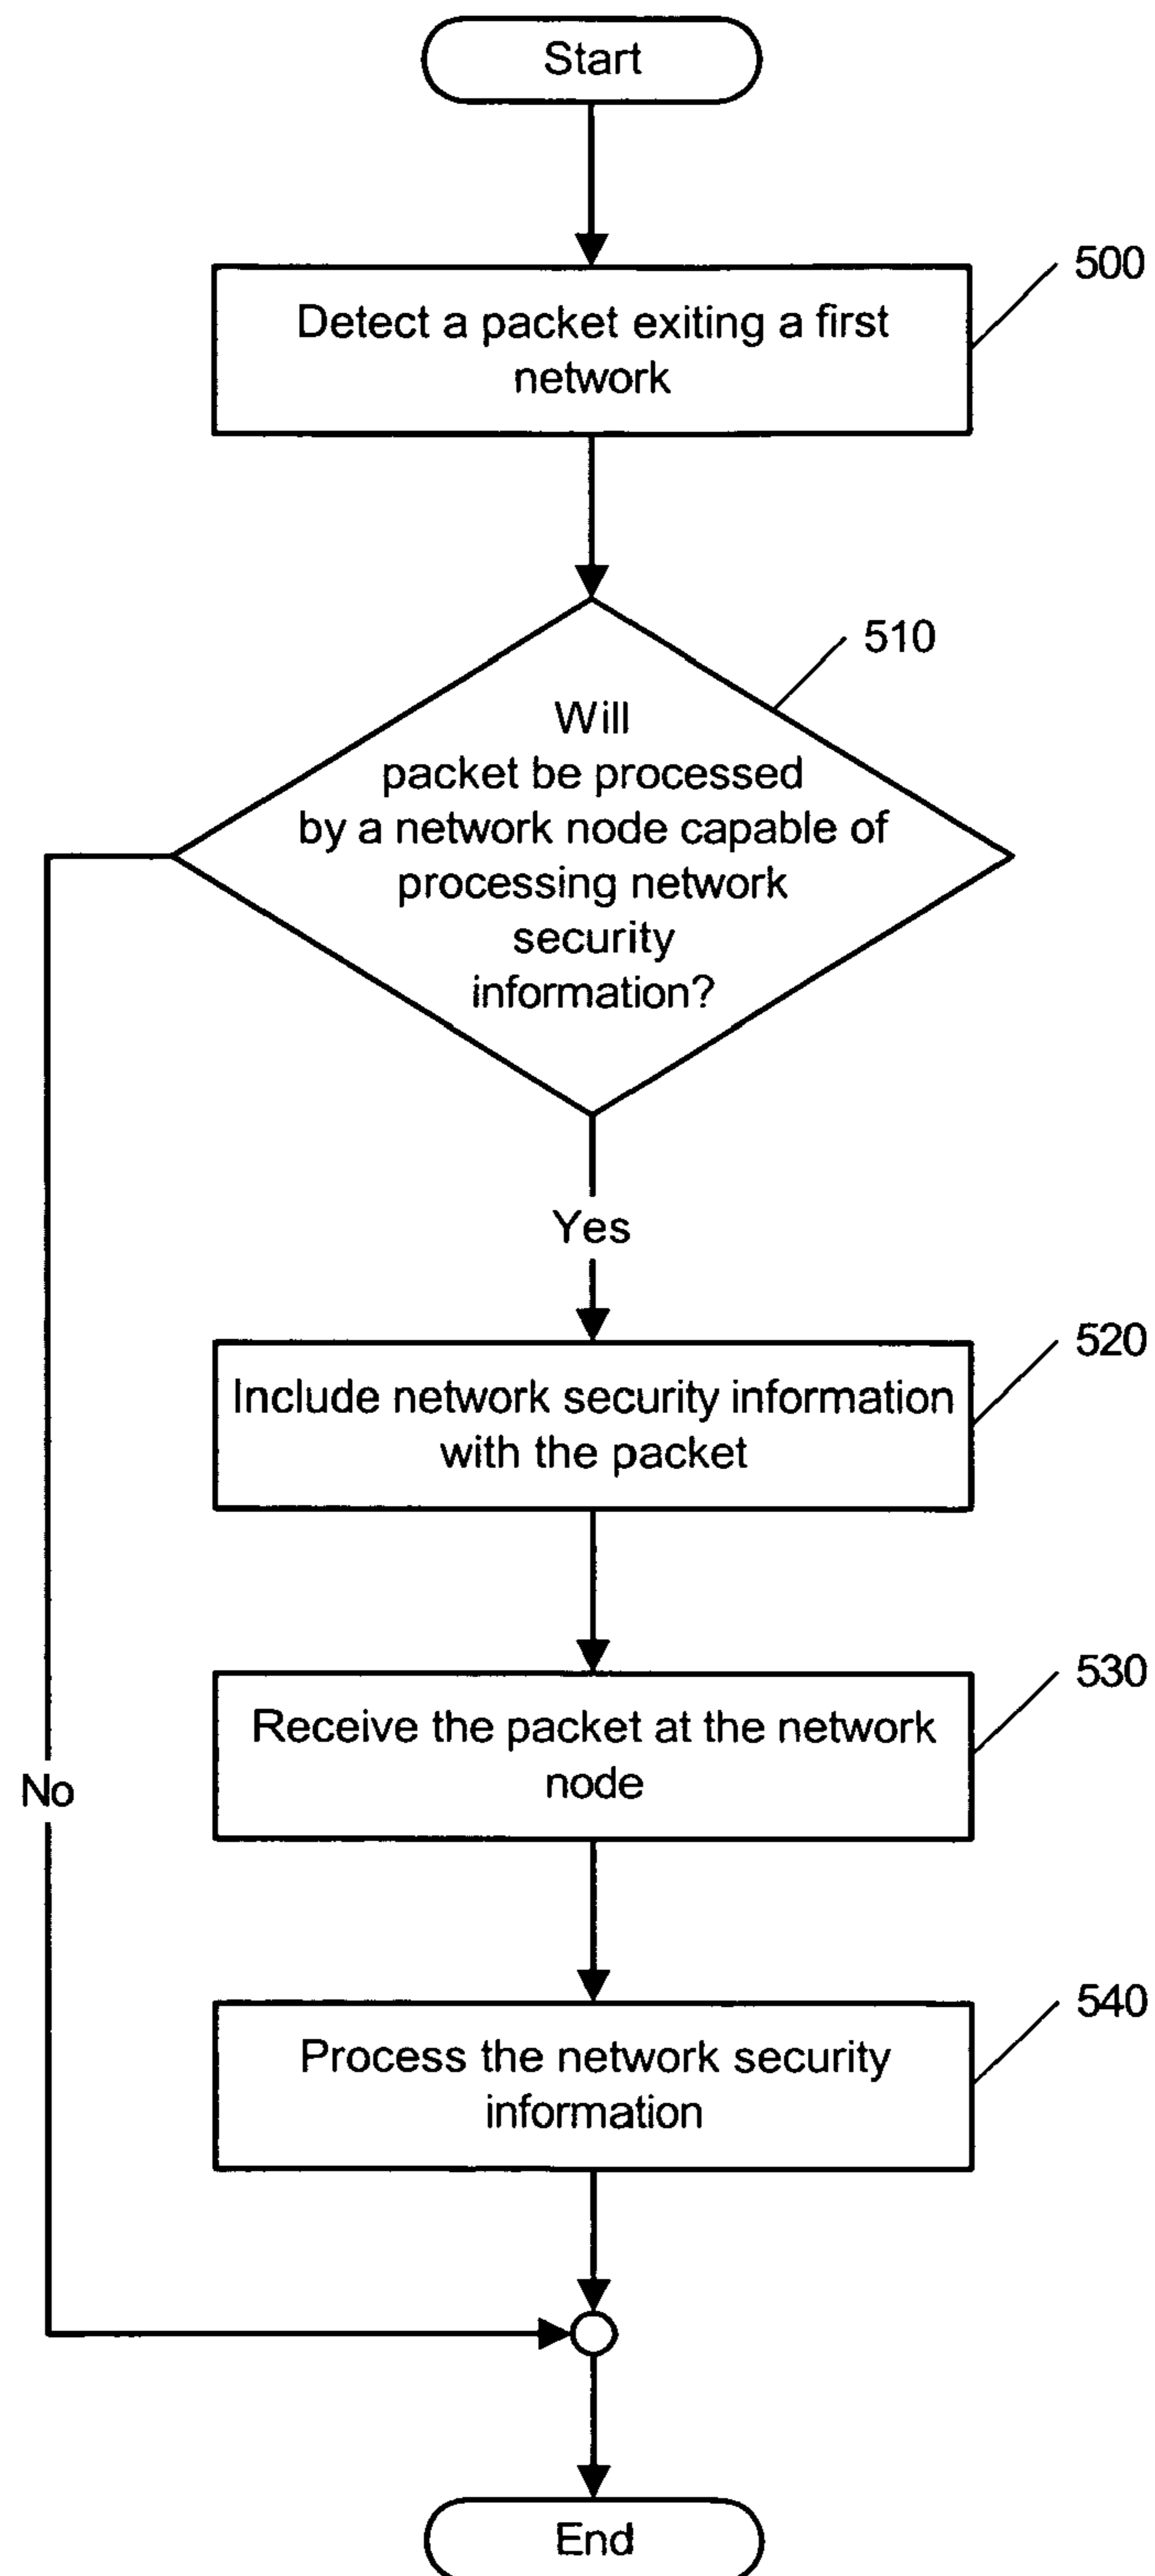 Start
500
Detect a packet exiting a first
network
510
Will
packet be processed
by a network node capable of
processing network
security
information?
Yes
520
Include network security information
with the packet
530
Receive the packet at the network
node
No
540
Process the network security
information
End